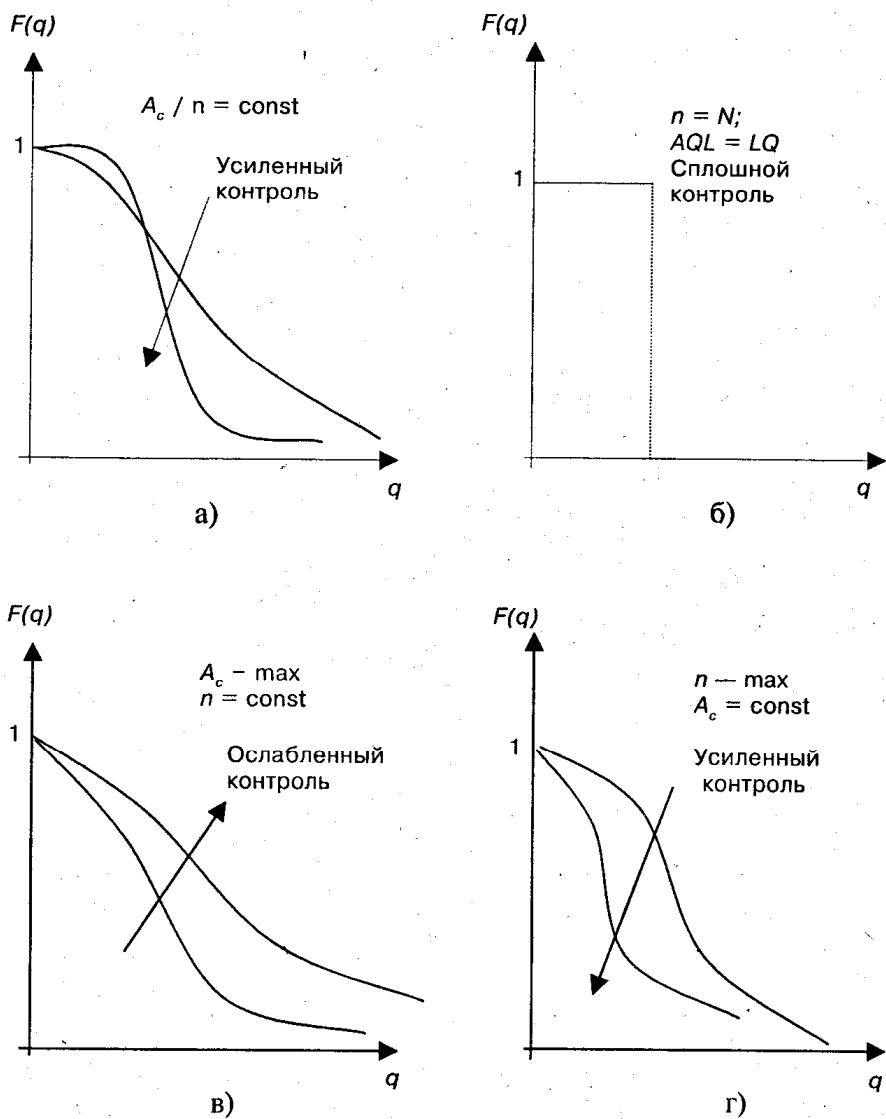 F(q)
A_c / n = const
1
Усиленный
контроль
q
а)
F(q)
n = N;
AQL = LQ
Сплошной
контроль
1
q
б)
F(q)
A_c – max
n = const
1
Ослабленный
контроль
q
в)
F(q)
n — max
A_c = const
1
Усиленный
контроль
q
г)